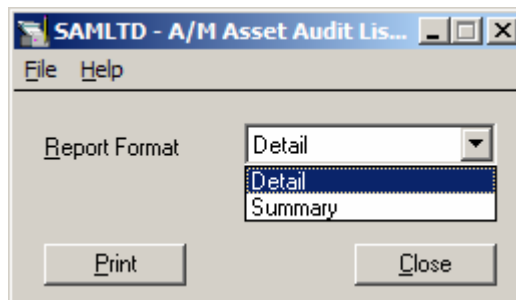 SAMLTD - A/M Asset Audit Lis...
File Help
Report Format Detail
Detail
Summary
Print Close